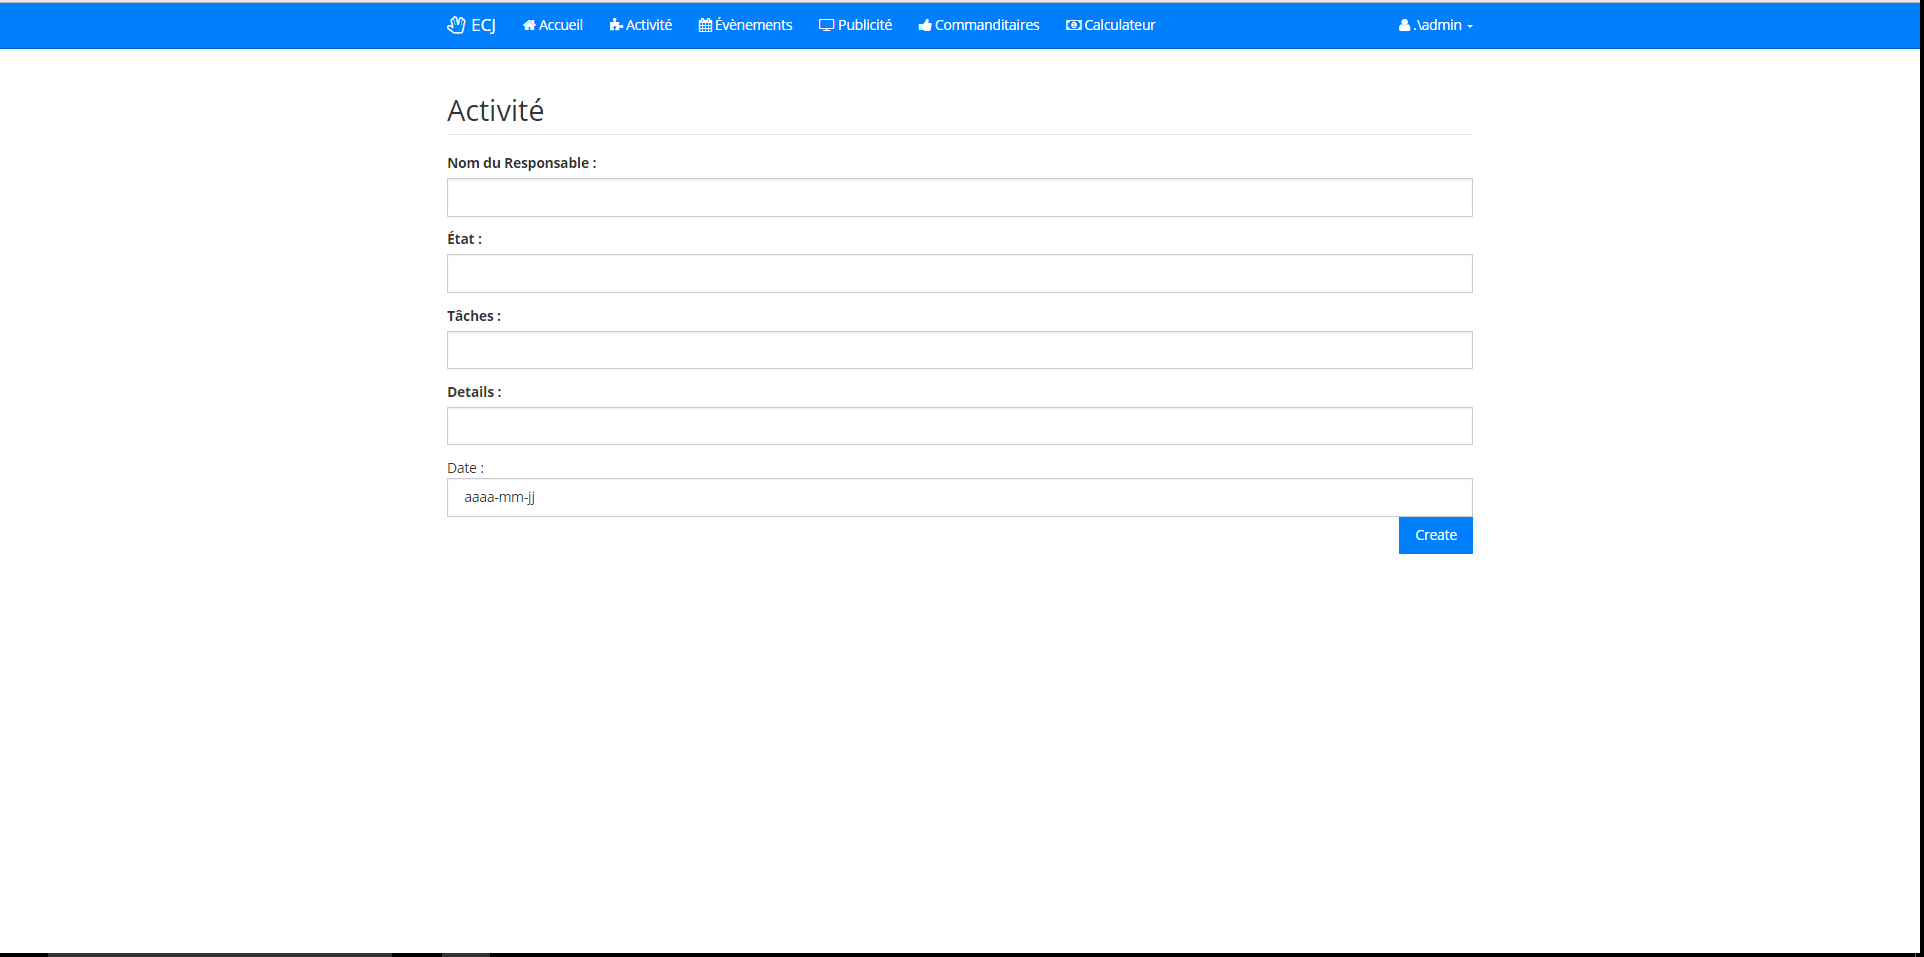 ECJ Accueil Activité Évènements Publicité Commanditaires Calculateur .\admin
Activité
Nom du Responsable :
État :
Tâches :
Details :
Date :
aaaa-mm-jj
Create